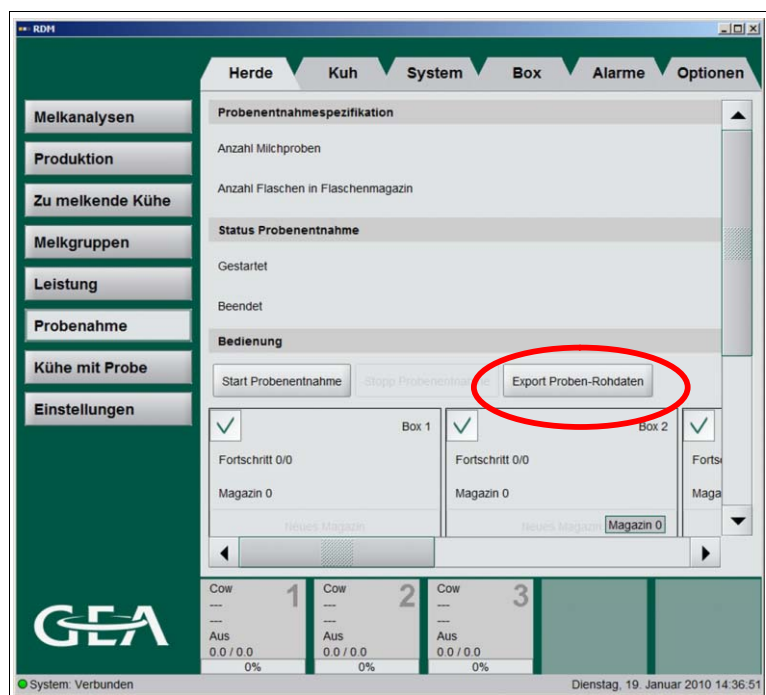 RDM
Herde Kuh System Box Alarme Optionen
Melkanalysen
Produktion
Zu melkende Kühe
Melkgruppen
Leistung
Probenahme
Kühe mit Probe
Einstellungen
Probenentnahmespezifikation
Anzahl Milchproben
Anzahl Flaschen in Flaschenmagazin
Status Probenentnahme
Gestartet
Beendet
Bedienung
Start Probenentnahme Stopp Probenentnahme Export Proben-Rohdaten
Box 1 Box 2
Fortschritt 0/0 Fortschritt 0/0
Magazin 0 Magazin 0
Neues Magazin Neues Magazin Magazin 0
Cow 1 Cow 2 Cow 3
--- --- ---
--- --- ---
Aus Aus Aus
0.0 / 0.0 0.0 / 0.0 0.0 / 0.0
0% 0% 0%
GEA
System: Verbunden Dienstag, 19. Januar 2010 14:36:51